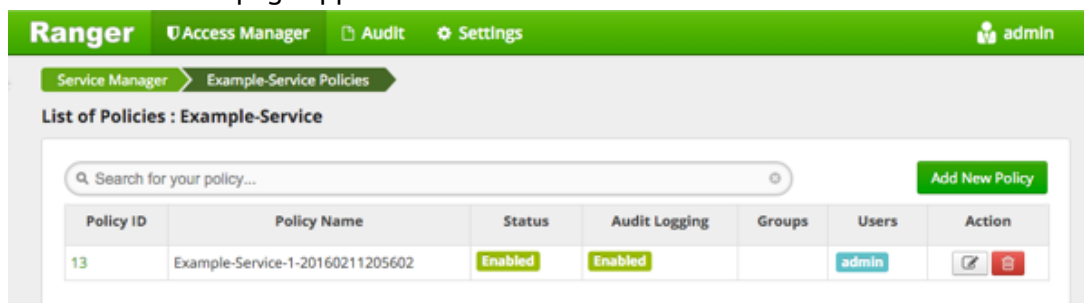 Ranger Access Manager Audit Settings admin
Service Manager Example-Service Policies
List of Policies : Example-Service
Search for your policy...
Add New Policy
Policy ID Policy Name Status Audit Logging Groups Users Action
13 Example-Service-1-20160211205602 Enabled Enabled admin